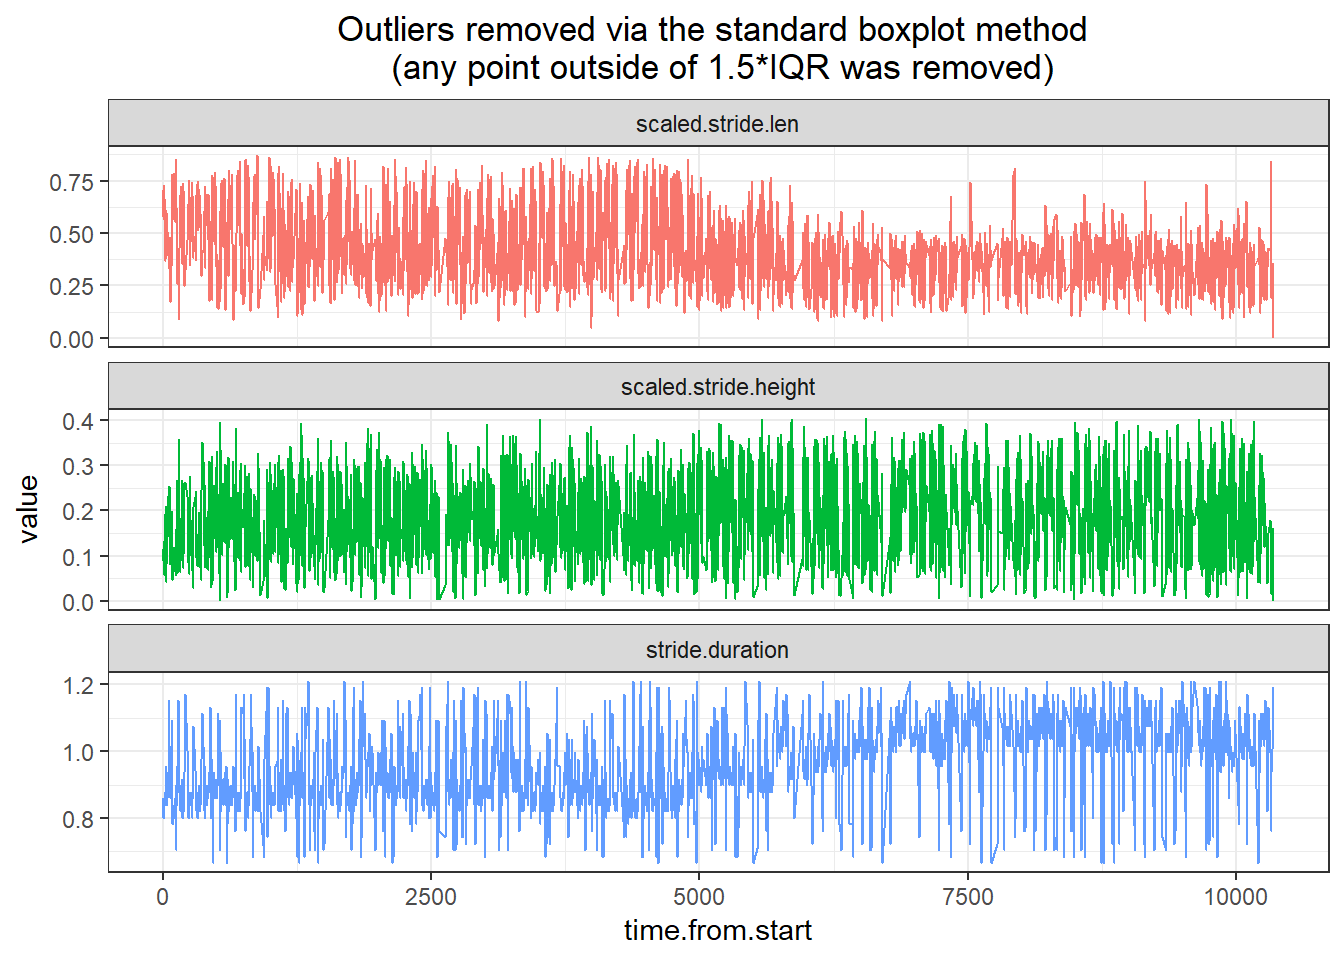 Outliers removed via the standard boxplot method
(any point outside of 1.5*IQR was removed)
scaled.stride.len
0.75
0.50
0.25
0.00
scaled.stride.height
0.4
0.3
0.2
0.1
0.0
value
stride.duration
1.2
1.0
0.8
0 2500 5000 7500 10000
time.from.start